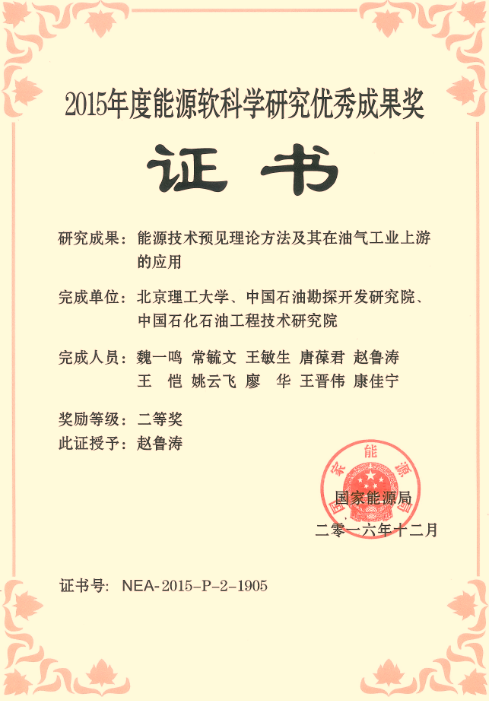 2015年度能源软科学研究优秀成果奖
证书
研究成果：能源技术预见理论方法及其在油气工业上游
的应用
完成单位：北京理工大学、中国石油勘探开发研究院、
中国石化石油工程技术研究院
完成人员：魏一鸣 常毓文 王敏生 唐葆君 赵鲁涛
王 恺 姚云飞 廖 华 王晋伟 康佳宁
奖励等级：二等奖
此证授予：赵鲁涛
国家能源局
国家能源局
二零一六年十二月
证书号：NEA-2015-P-2-1905